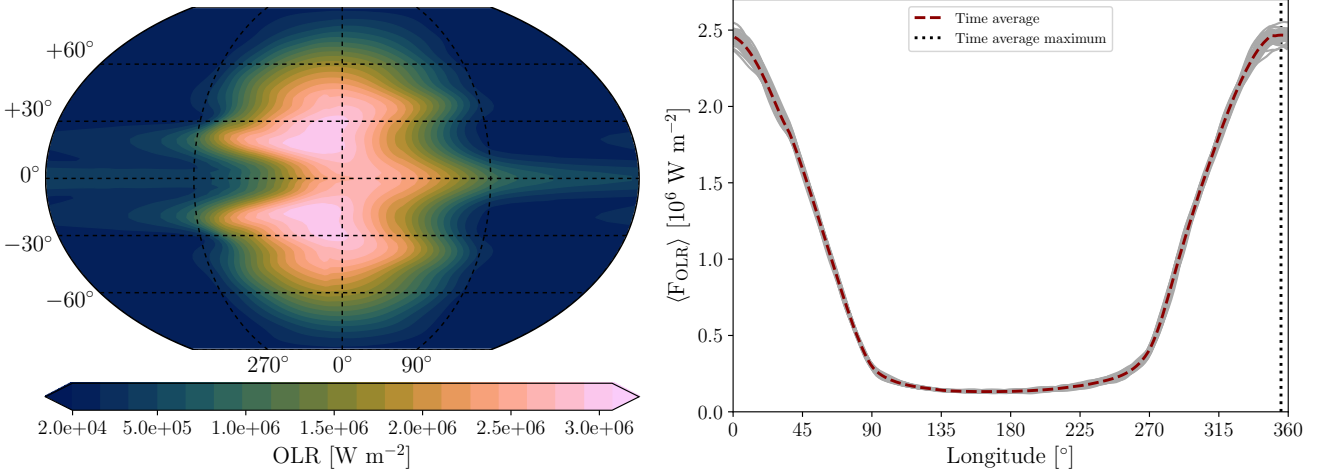 +60°
+30°
0°
−30°
−60°
270° 0° 90°
2.0e+04 5.0e+05 1.0e+06 1.5e+06 2.0e+06 2.5e+06 3.0e+06
OLR [W m⁻²]
Time average
Time average maximum
⟨F_OLR⟩ [10⁶ W m⁻²]
2.5
2.0
1.5
1.0
0.5
0.0
0 45 90 135 180 225 270 315 360
Longitude [°]